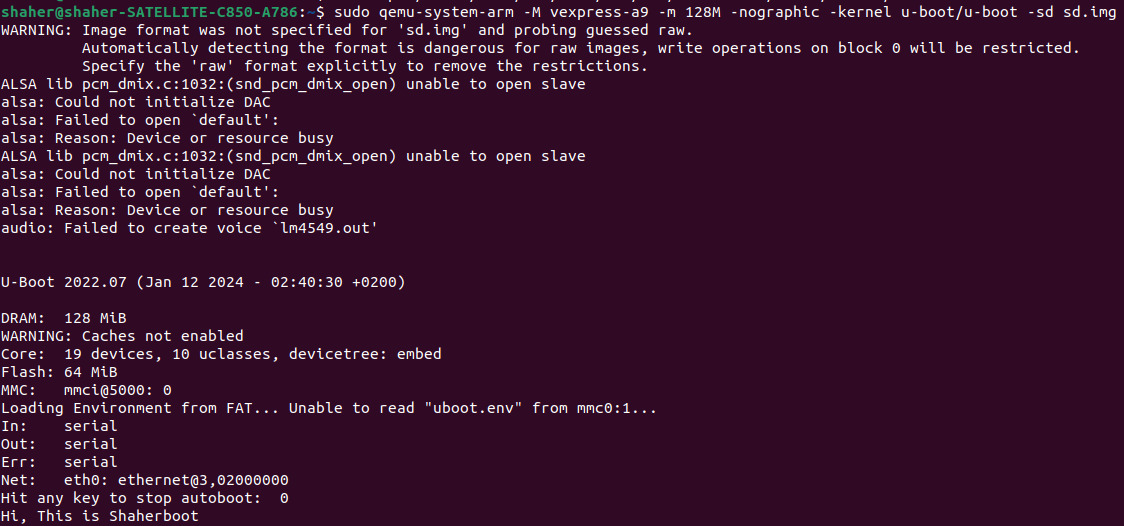 shaher@shaher-SATELLITE-C850-A786:~$ sudo qemu-system-arm -M vexpress-a9 -m 128M -nographic -kernel u-boot/u-boot -sd sd.img
WARNING: Image format was not specified for 'sd.img' and probing guessed raw.
         Automatically detecting the format is dangerous for raw images, write operations on block 0 will be restricted.
         Specify the 'raw' format explicitly to remove the restrictions.
ALSA lib pcm_dmix.c:1032:(snd_pcm_dmix_open) unable to open slave
alsa: Could not initialize DAC
alsa: Failed to open `default':
alsa: Reason: Device or resource busy
ALSA lib pcm_dmix.c:1032:(snd_pcm_dmix_open) unable to open slave
alsa: Could not initialize DAC
alsa: Failed to open `default':
alsa: Reason: Device or resource busy
audio: Failed to create voice `lm4549.out'
U-Boot 2022.07 (Jan 12 2024 - 02:40:30 +0200)
DRAM:  128 MiB
WARNING: Caches not enabled
Core:  19 devices, 10 uclasses, devicetree: embed
Flash: 64 MiB
MMC:   mmci@5000: 0
Loading Environment from FAT... Unable to read "uboot.env" from mmc0:1...
In:    serial
Out:   serial
Err:   serial
Net:   eth0: ethernet@3,02000000
Hit any key to stop autoboot:  0
Hi, This is Shaherboot